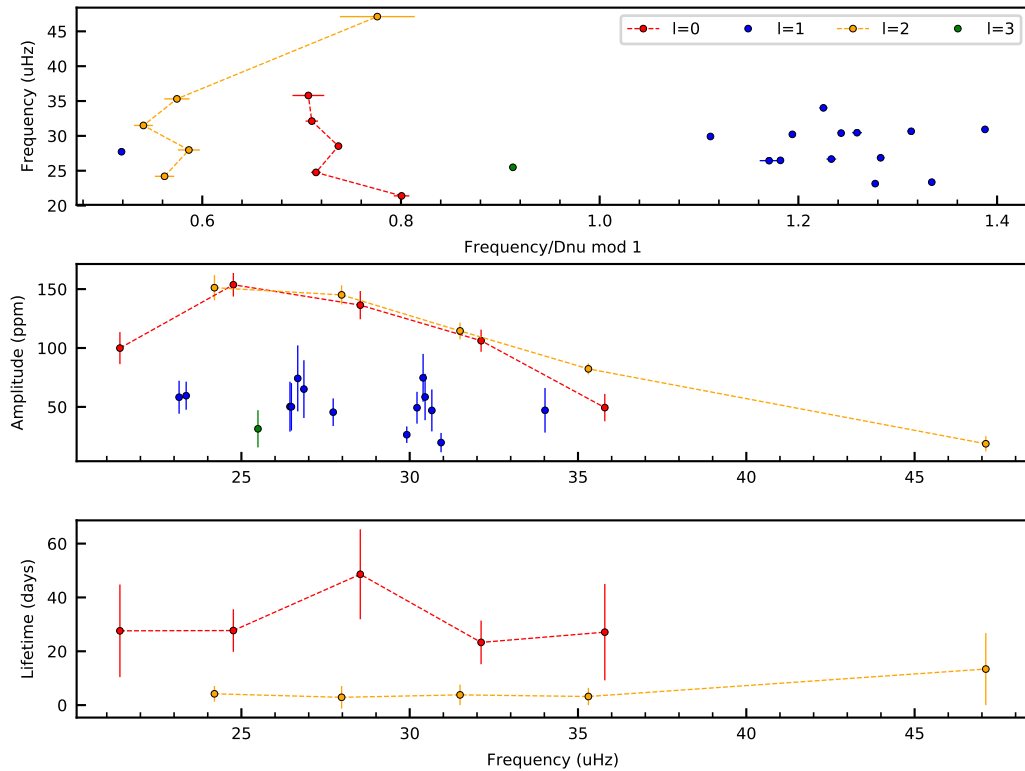 Frequency (uHz)
45
40
35
30
25
20
l=0 l=1 l=2 l=3
0.6 0.8 1.0 1.2 1.4
Frequency/Dnu mod 1
Amplitude (ppm)
150
100
50
25 30 35 40 45
Lifetime (days)
60
40
20
0
25 30 35 40 45
Frequency (uHz)